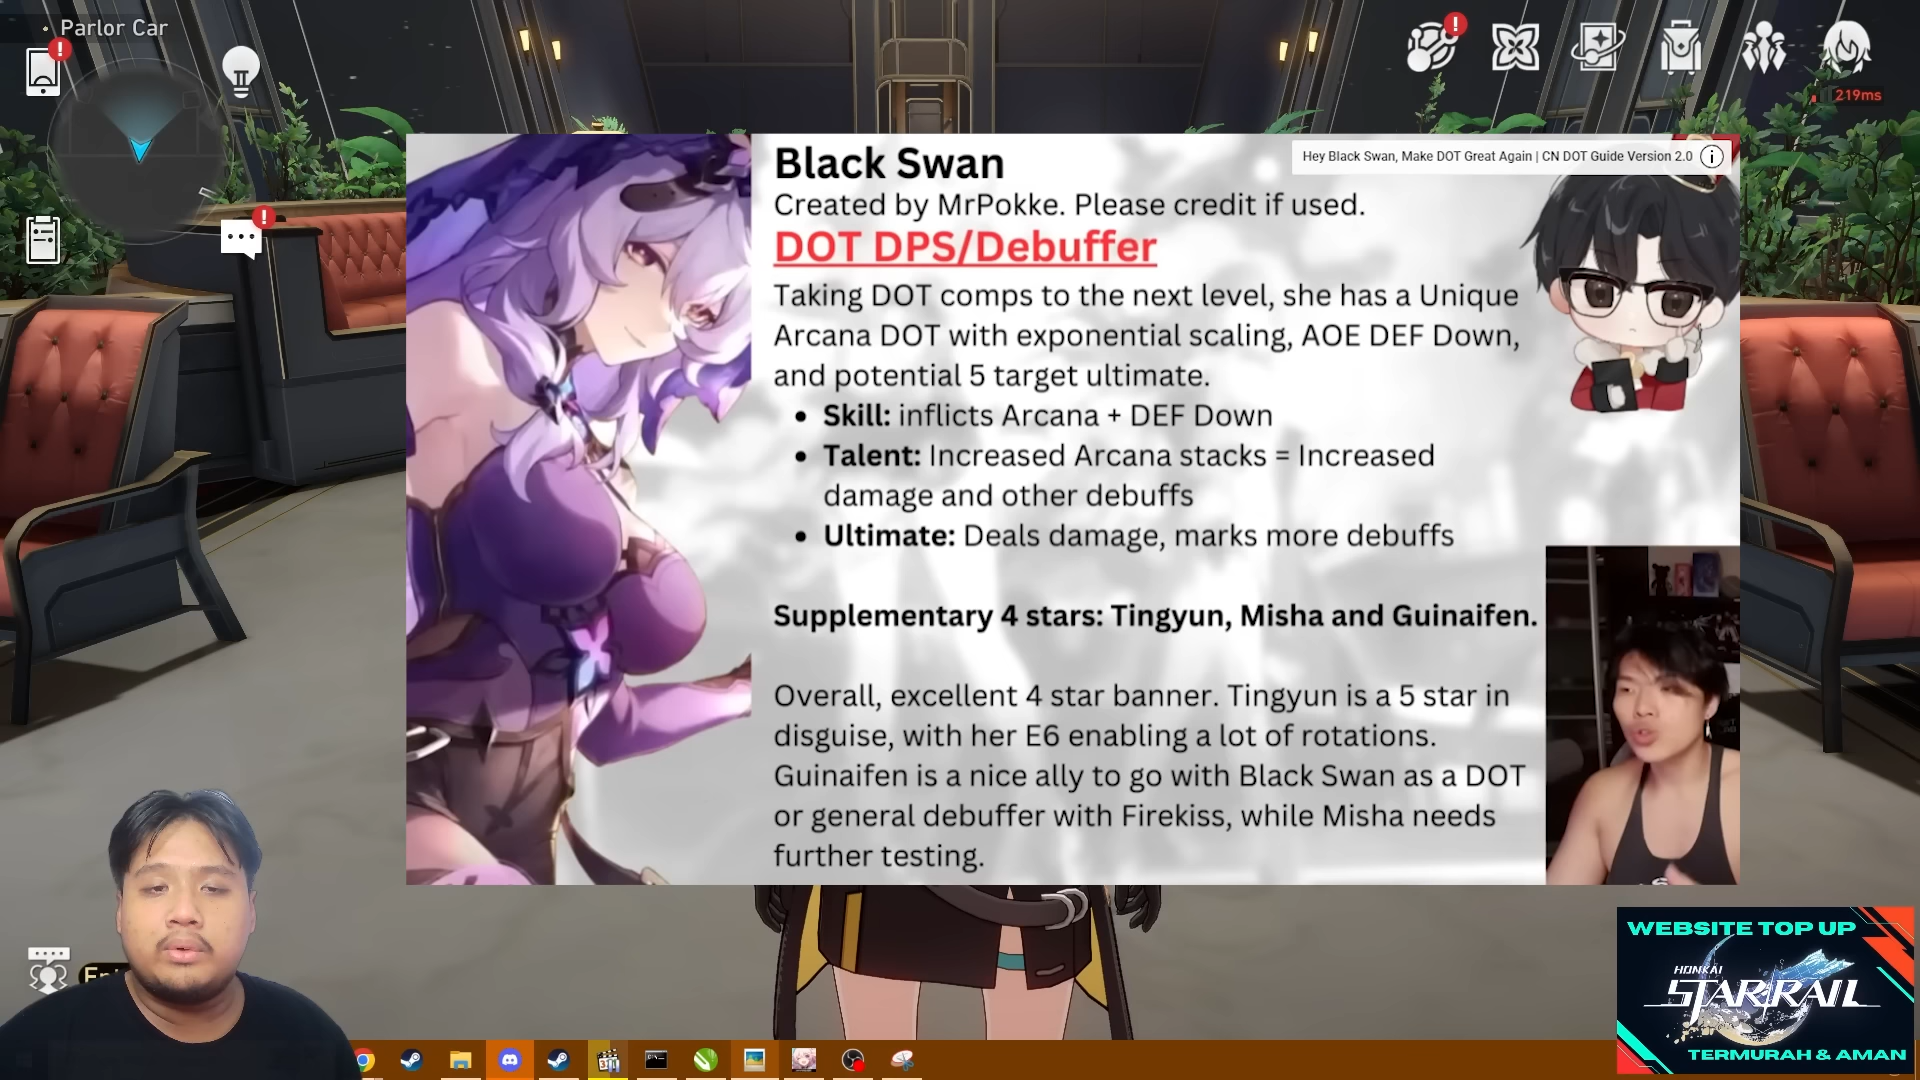 Parlor Car
219ms
Black Swan
Hey Black Swan, Make DOT Great Again | CN DOT Guide Version 2.0
Created by MrPokke. Please credit if used.
DOT DPS/Debuffer
Taking DOT comps to the next level, she has a Unique
Arcana DOT with exponential scaling, AOE DEF Down,
and potential 5 target ultimate.
• Skill: inflicts Arcana + DEF Down
• Talent: Increased Arcana stacks = Increased
damage and other debuffs
• Ultimate: Deals damage, marks more debuffs
Supplementary 4 stars: Tingyun, Misha and Guinaifen.
Overall, excellent 4 star banner. Tingyun is a 5 star in
disguise, with her E6 enabling a lot of rotations.
Guinaifen is a nice ally to go with Black Swan as a DOT
or general debuffer with Firekiss, while Misha needs
further testing.
WEBSITE TOP UP
HONKAI
STAR RAIL
TERMURAH & AMAN